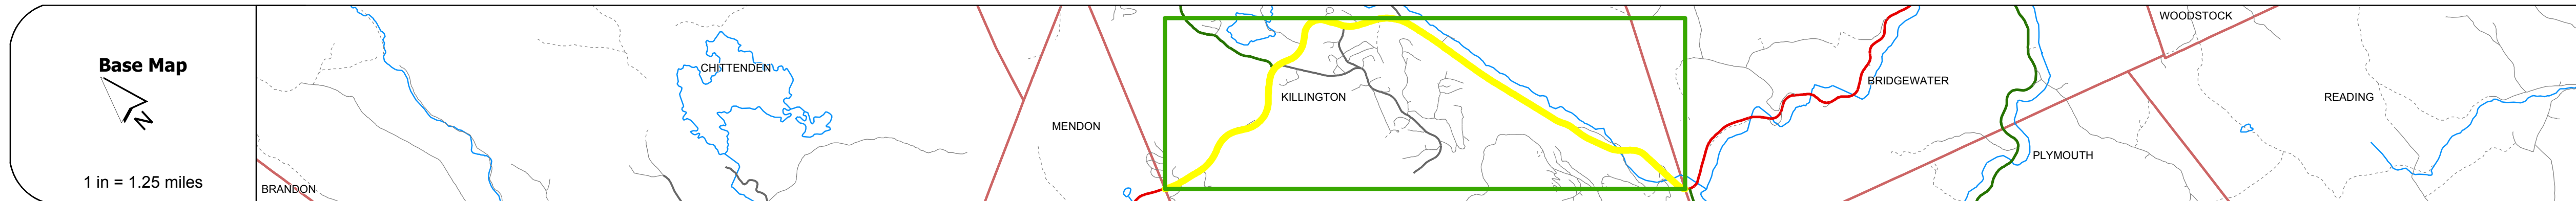 Base Map
N
1 in = 1.25 miles
BRANDON
CHITTENDEN
MENDON
KILLINGTON
BRIDGEWATER
PLYMOUTH
WOODSTOCK
READING